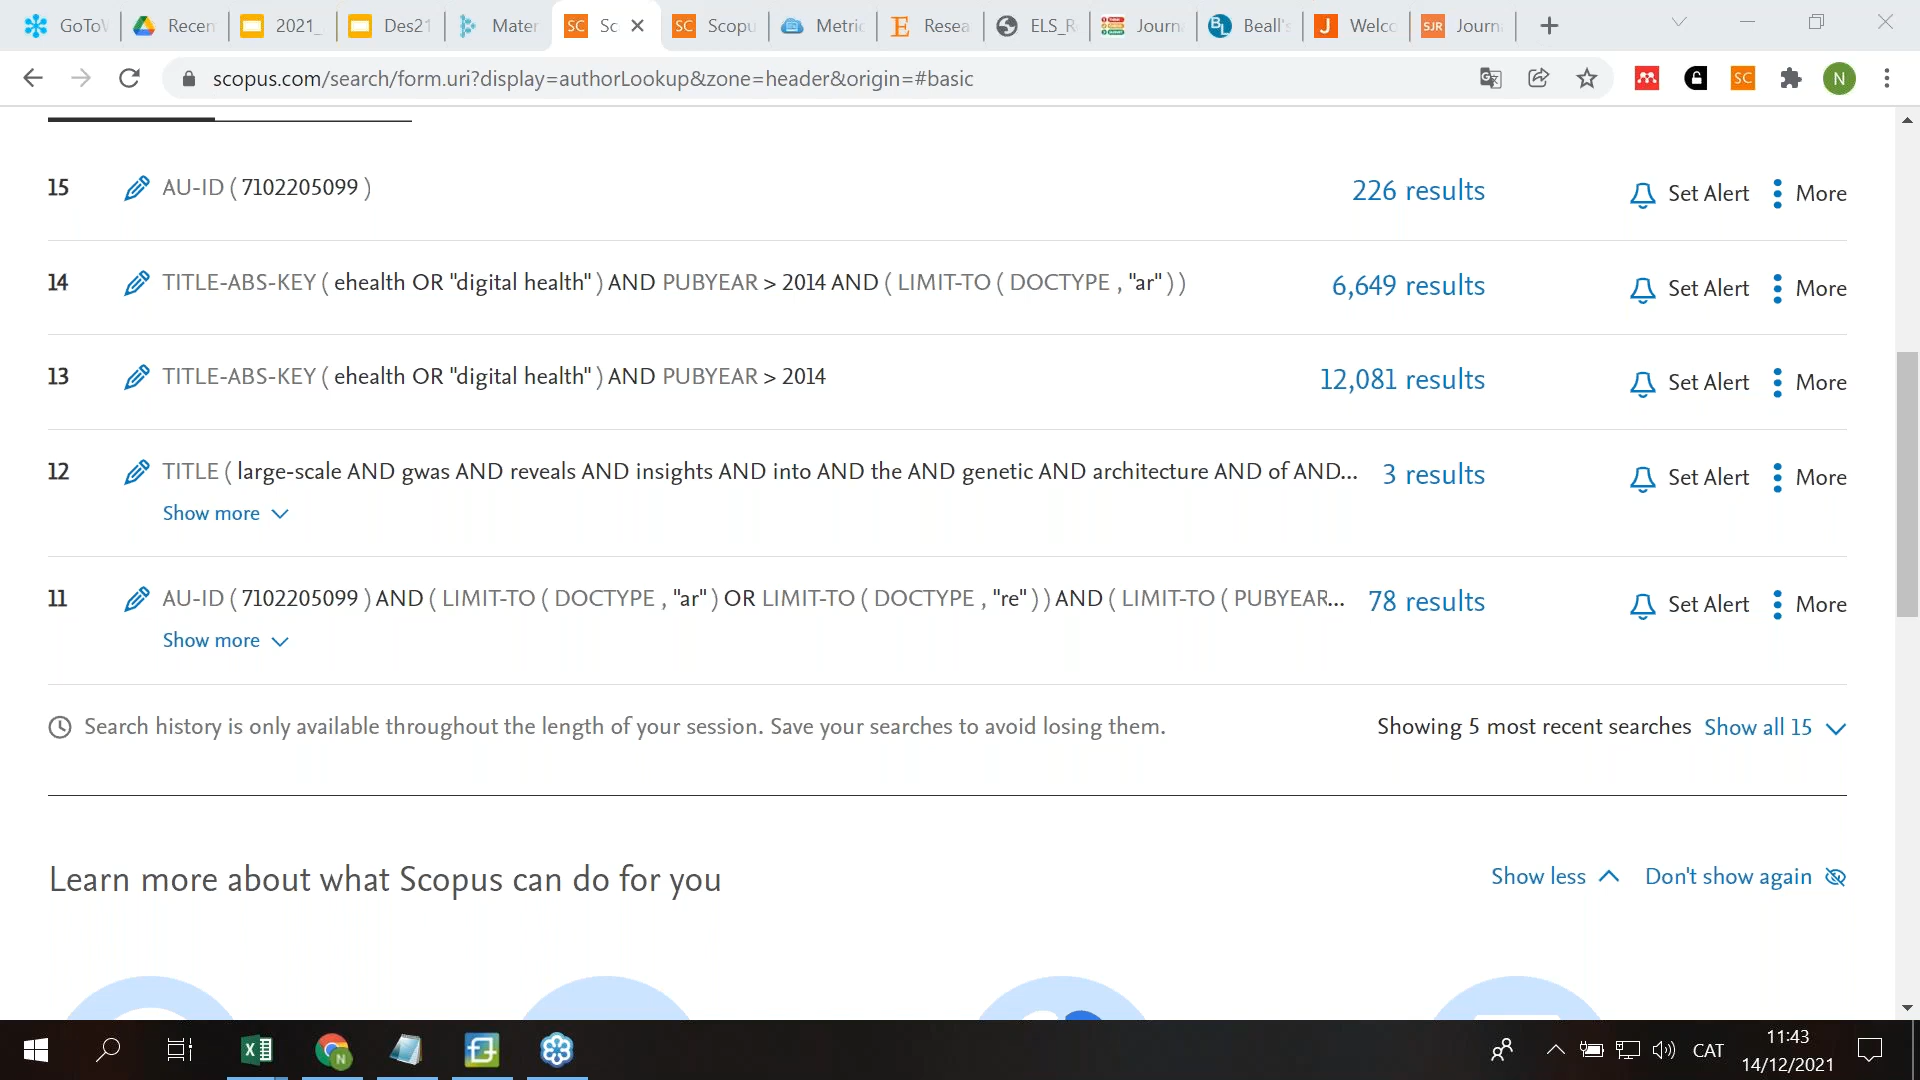 GoTo
Recen
2021_
Des21
Mater
SC
Sc
SC
Scopu
Metric
Resea
ELS_R
Journa
BL
Beall's
J
Welco
SJR
Journa
scopus.com/search/form.uri?display=authorLookup&zone=header&origin=#basic
SC
N
15 AU-ID ( 7102205099 ) 226 results Set Alert More
14 TITLE-ABS-KEY ( ehealth OR "digital health" ) AND PUBYEAR > 2014 AND ( LIMIT-TO ( DOCTYPE , "ar" ) ) 6,649 results Set Alert More
13 TITLE-ABS-KEY ( ehealth OR "digital health" ) AND PUBYEAR > 2014 12,081 results Set Alert More
12 TITLE ( large-scale AND gwas AND reveals AND insights AND into AND the AND genetic AND architecture AND of AND... 3 results Set Alert More
Show more
11 AU-ID ( 7102205099 ) AND ( LIMIT-TO ( DOCTYPE , "ar" ) OR LIMIT-TO ( DOCTYPE , "re" ) ) AND ( LIMIT-TO ( PUBYEAR... 78 results Set Alert More
Show more
Search history is only available throughout the length of your session. Save your searches to avoid losing them. Showing 5 most recent searches Show all 15
Learn more about what Scopus can do for you Show less Don't show again
N
CAT
11:43
14/12/2021